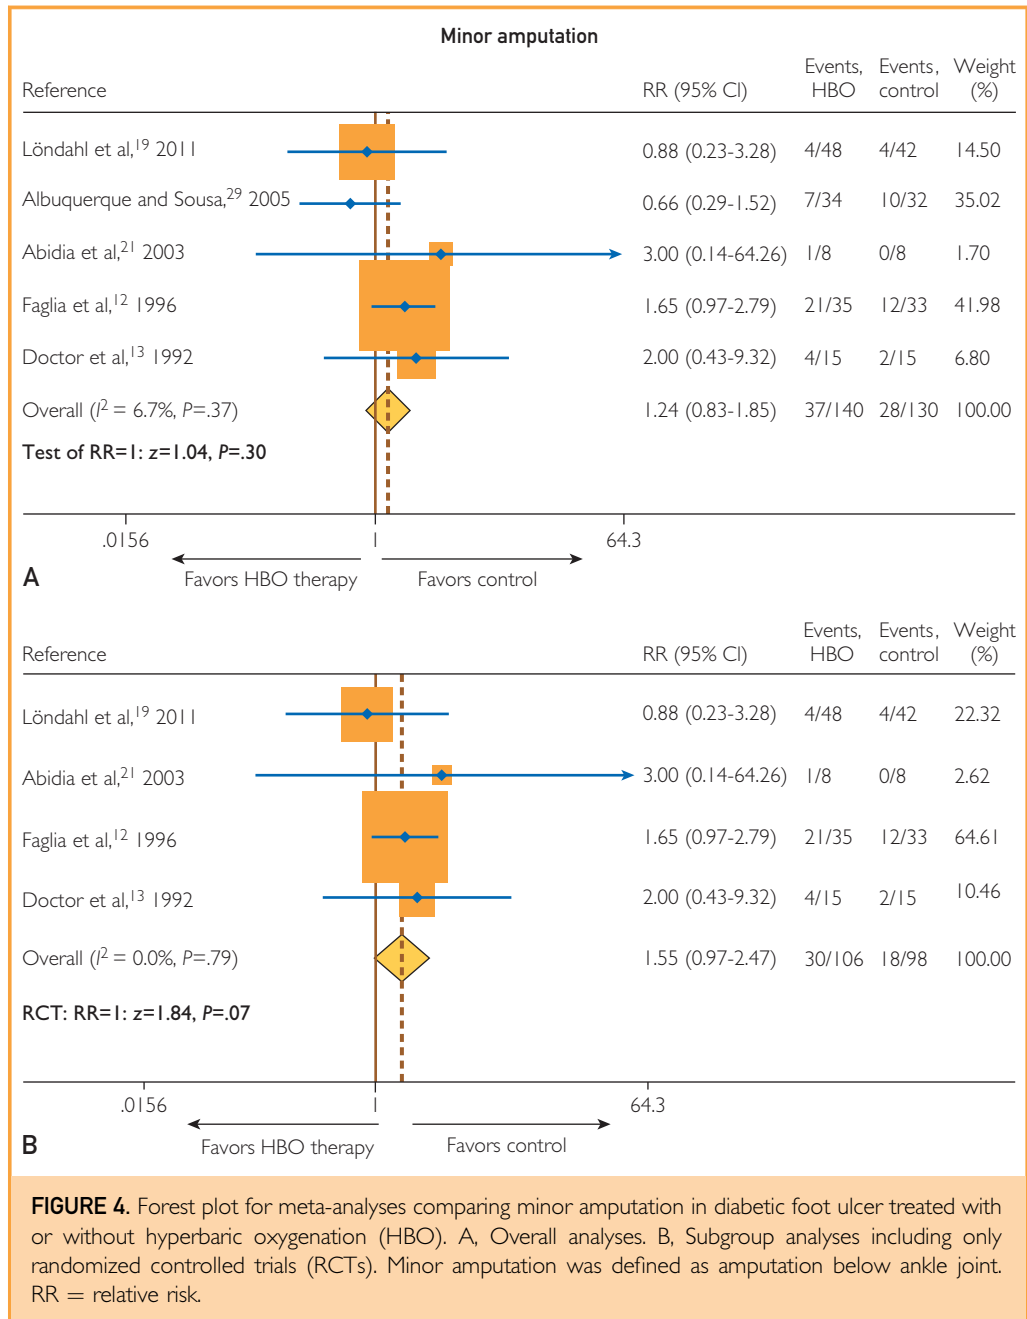 Minor amputation
Reference RR (95% CI) Events, HBO Events, control Weight (%)
Löndahl et al,19 2011 0.88 (0.23-3.28) 4/48 4/42 14.50
Albuquerque and Sousa,29 2005 0.66 (0.29-1.52) 7/34 10/32 35.02
Abidia et al,21 2003 3.00 (0.14-64.26) 1/8 0/8 1.70
Faglia et al,12 1996 1.65 (0.97-2.79) 21/35 12/33 41.98
Doctor et al,13 1992 2.00 (0.43-9.32) 4/15 2/15 6.80
Overall (I2 = 6.7%, P=.37) 1.24 (0.83-1.85) 37/140 28/130 100.00
Test of RR=1: z=1.04, P=.30
.0156 1 64.3
Favors HBO therapy Favors control
A
Reference RR (95% CI) Events, HBO Events, control Weight (%)
Löndahl et al,19 2011 0.88 (0.23-3.28) 4/48 4/42 22.32
Abidia et al,21 2003 3.00 (0.14-64.26) 1/8 0/8 2.62
Faglia et al,12 1996 1.65 (0.97-2.79) 21/35 12/33 64.61
Doctor et al,13 1992 2.00 (0.43-9.32) 4/15 2/15 10.46
Overall (I2 = 0.0%, P=.79) 1.55 (0.97-2.47) 30/106 18/98 100.00
RCT: RR=1: z=1.84, P=.07
.0156 1 64.3
Favors HBO therapy Favors control
B
FIGURE 4. Forest plot for meta-analyses comparing minor amputation in diabetic foot ulcer treated with
or without hyperbaric oxygenation (HBO). A, Overall analyses. B, Subgroup analyses including only
randomized controlled trials (RCTs). Minor amputation was defined as amputation below ankle joint.
RR = relative risk.